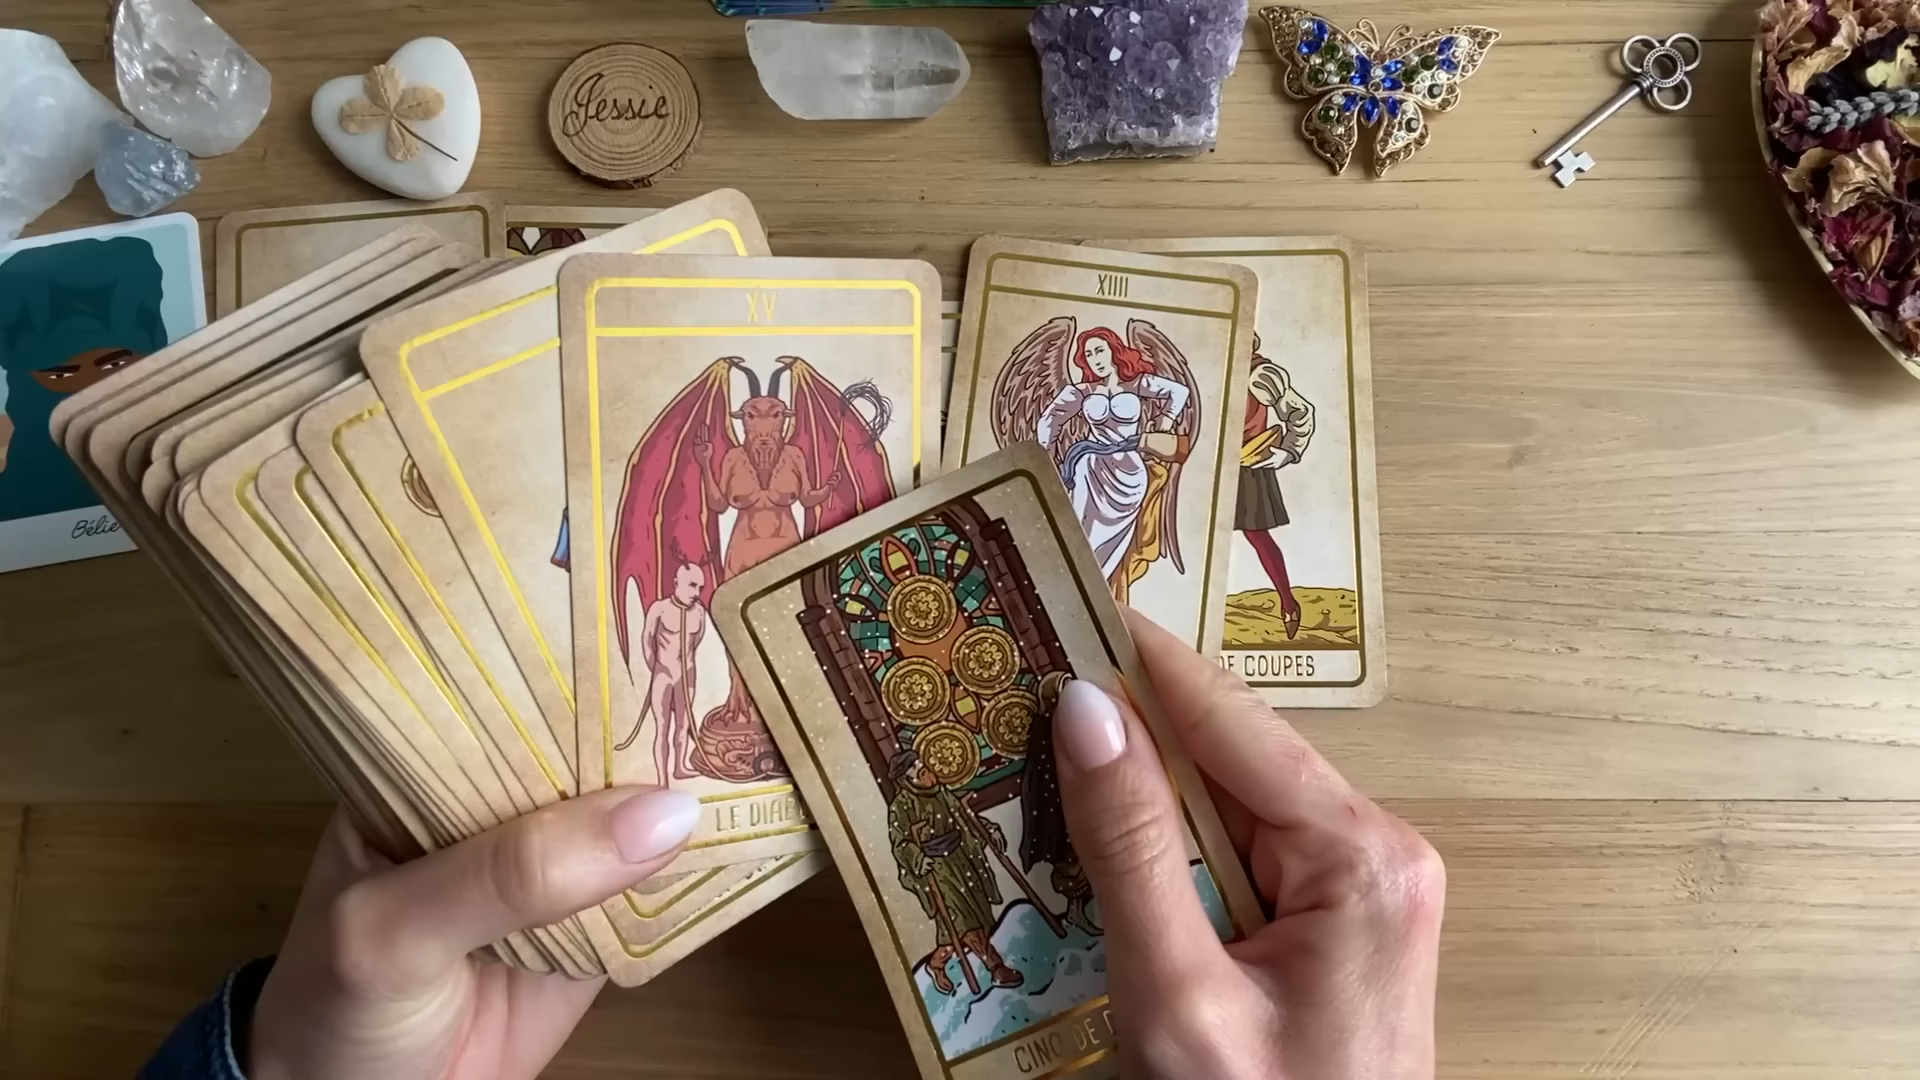 Jessie
XV
XIIII
Bélie
DE COUPES
LE DIAB
CINQ DE